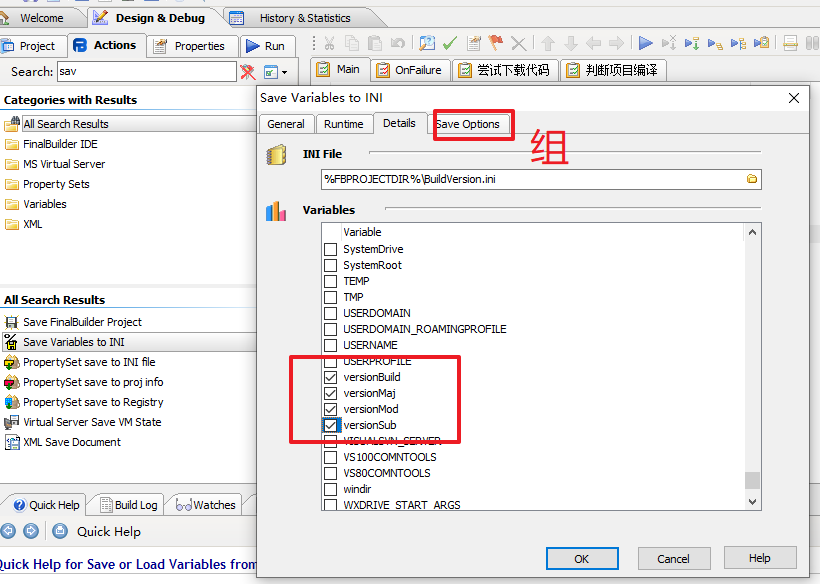 Welcome
Design & Debug
History & Statistics
Project
Actions
Properties
Run
Search: sav
Main
OnFailure
尝试下载代码
判断项目编译
Categories with Results
All Search Results
FinalBuilder IDE
MS Virtual Server
Property Sets
Variables
XML
All Search Results
Save FinalBuilder Project
Save Variables to INI
PropertySet save to INI file
PropertySet save to proj info
PropertySet save to Registry
Virtual Server Save VM State
XML Save Document
Quick Help
Build Log
Watches
Quick Help
Quick Help for Save or Load Variables from
Save Variables to INI
General
Runtime
Details
Save Options
组
INI File
%FBPROJECTDIR%\BuildVersion.ini
Variables
Variable
SystemDrive
SystemRoot
TEMP
TMP
USERDOMAIN
USERDOMAIN_ROAMINGPROFILE
USERNAME
USERPROFILE
versionBuild
versionMaj
versionMod
versionSub
VISUALSVN_SERVER
VS100COMNTOOLS
VS80COMNTOOLS
windir
WXDRIVE_START_ARGS
OK
Cancel
Help